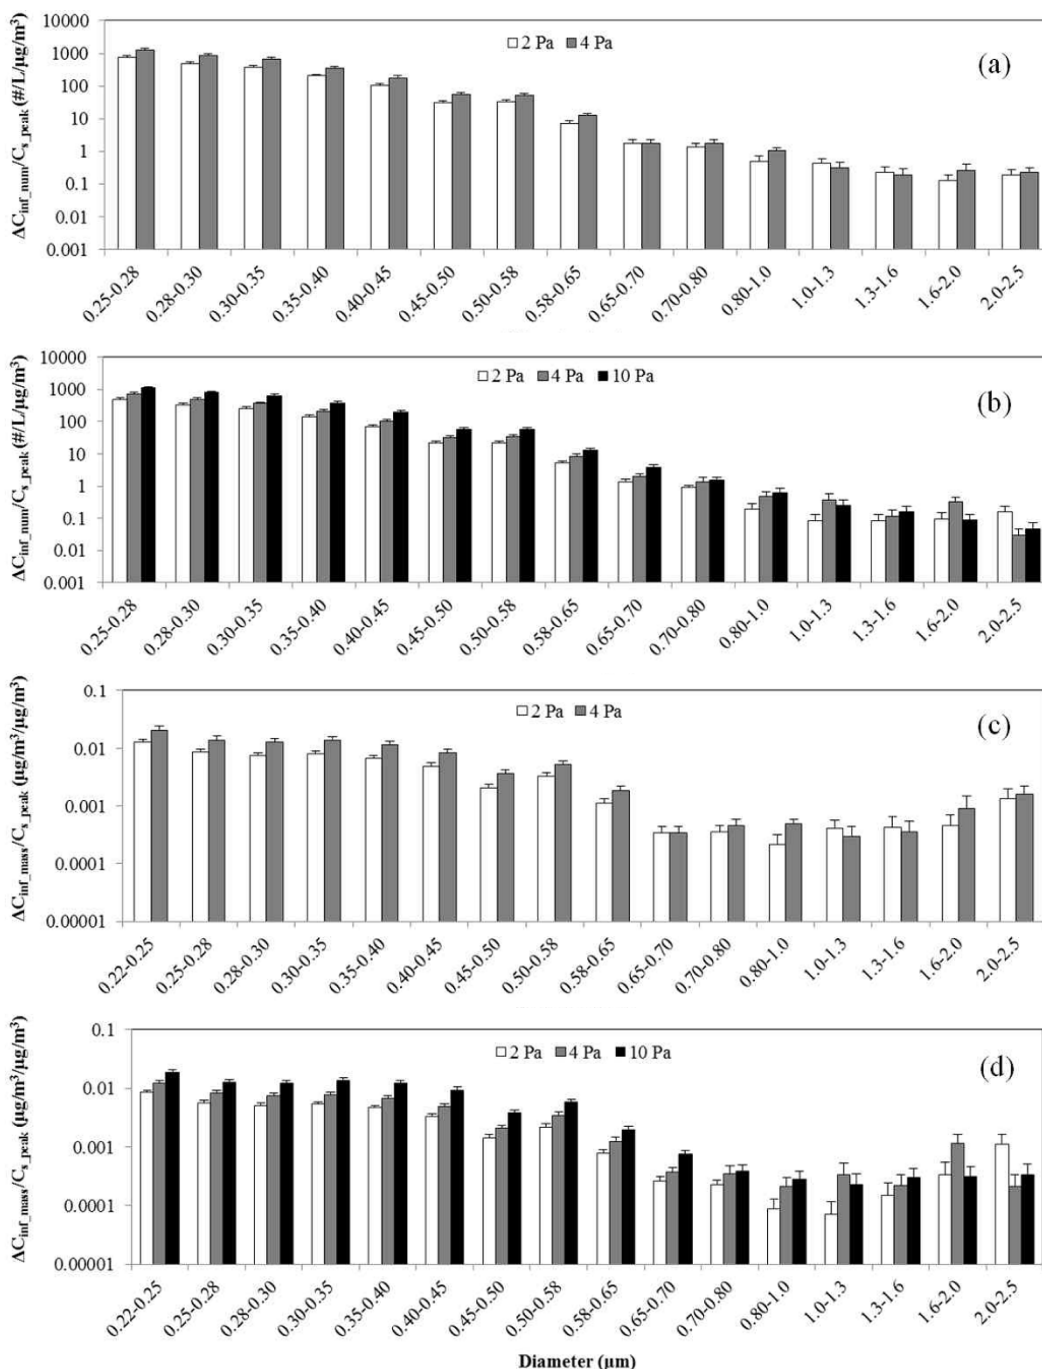 10000
1000
100
10
1
0.1
0.01
0.001
ΔC_inf_num/C_s_peak (#/L/μg/m³)
2 Pa 4 Pa
(a)
0.25-0.28 0.28-0.30 0.30-0.35 0.35-0.40 0.40-0.45 0.45-0.50 0.50-0.58 0.58-0.65 0.65-0.70 0.70-0.80 0.80-1.0 1.0-1.3 1.3-1.6 1.6-2.0 2.0-2.5
10000
1000
100
10
1
0.1
0.01
0.001
ΔC_inf_num/C_s_peak (#/L/μg/m³)
2 Pa 4 Pa 10 Pa
(b)
0.25-0.28 0.28-0.30 0.30-0.35 0.35-0.40 0.40-0.45 0.45-0.50 0.50-0.58 0.58-0.65 0.65-0.70 0.70-0.80 0.80-1.0 1.0-1.3 1.3-1.6 1.6-2.0 2.0-2.5
0.1
0.01
0.001
0.0001
0.00001
ΔC_inf_mass/C_s_peak (μg/m³/μg/m³)
2 Pa 4 Pa
(c)
0.22-0.25 0.25-0.28 0.28-0.30 0.30-0.35 0.35-0.40 0.40-0.45 0.45-0.50 0.50-0.58 0.58-0.65 0.65-0.70 0.70-0.80 0.80-1.0 1.0-1.3 1.3-1.6 1.6-2.0 2.0-2.5
0.1
0.01
0.001
0.0001
0.00001
ΔC_inf_mass/C_s_peak (μg/m³/μg/m³)
2 Pa 4 Pa 10 Pa
(d)
0.22-0.25 0.25-0.28 0.28-0.30 0.30-0.35 0.35-0.40 0.40-0.45 0.45-0.50 0.50-0.58 0.58-0.65 0.65-0.70 0.70-0.80 0.80-1.0 1.0-1.3 1.3-1.6 1.6-2.0 2.0-2.5
Diameter (μm)